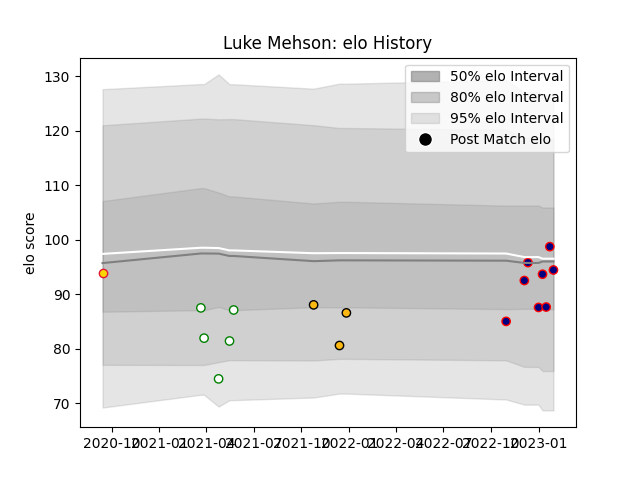 Luke Mehson: elo History
50% elo Interval
80% elo Interval
95% elo Interval
Post Match elo
elo score
130
120
110
100
90
80
70
2020-10 2021-01 2021-04 2021-07 2021-10 2022-01 2022-04 2022-07 2022-10 2023-01